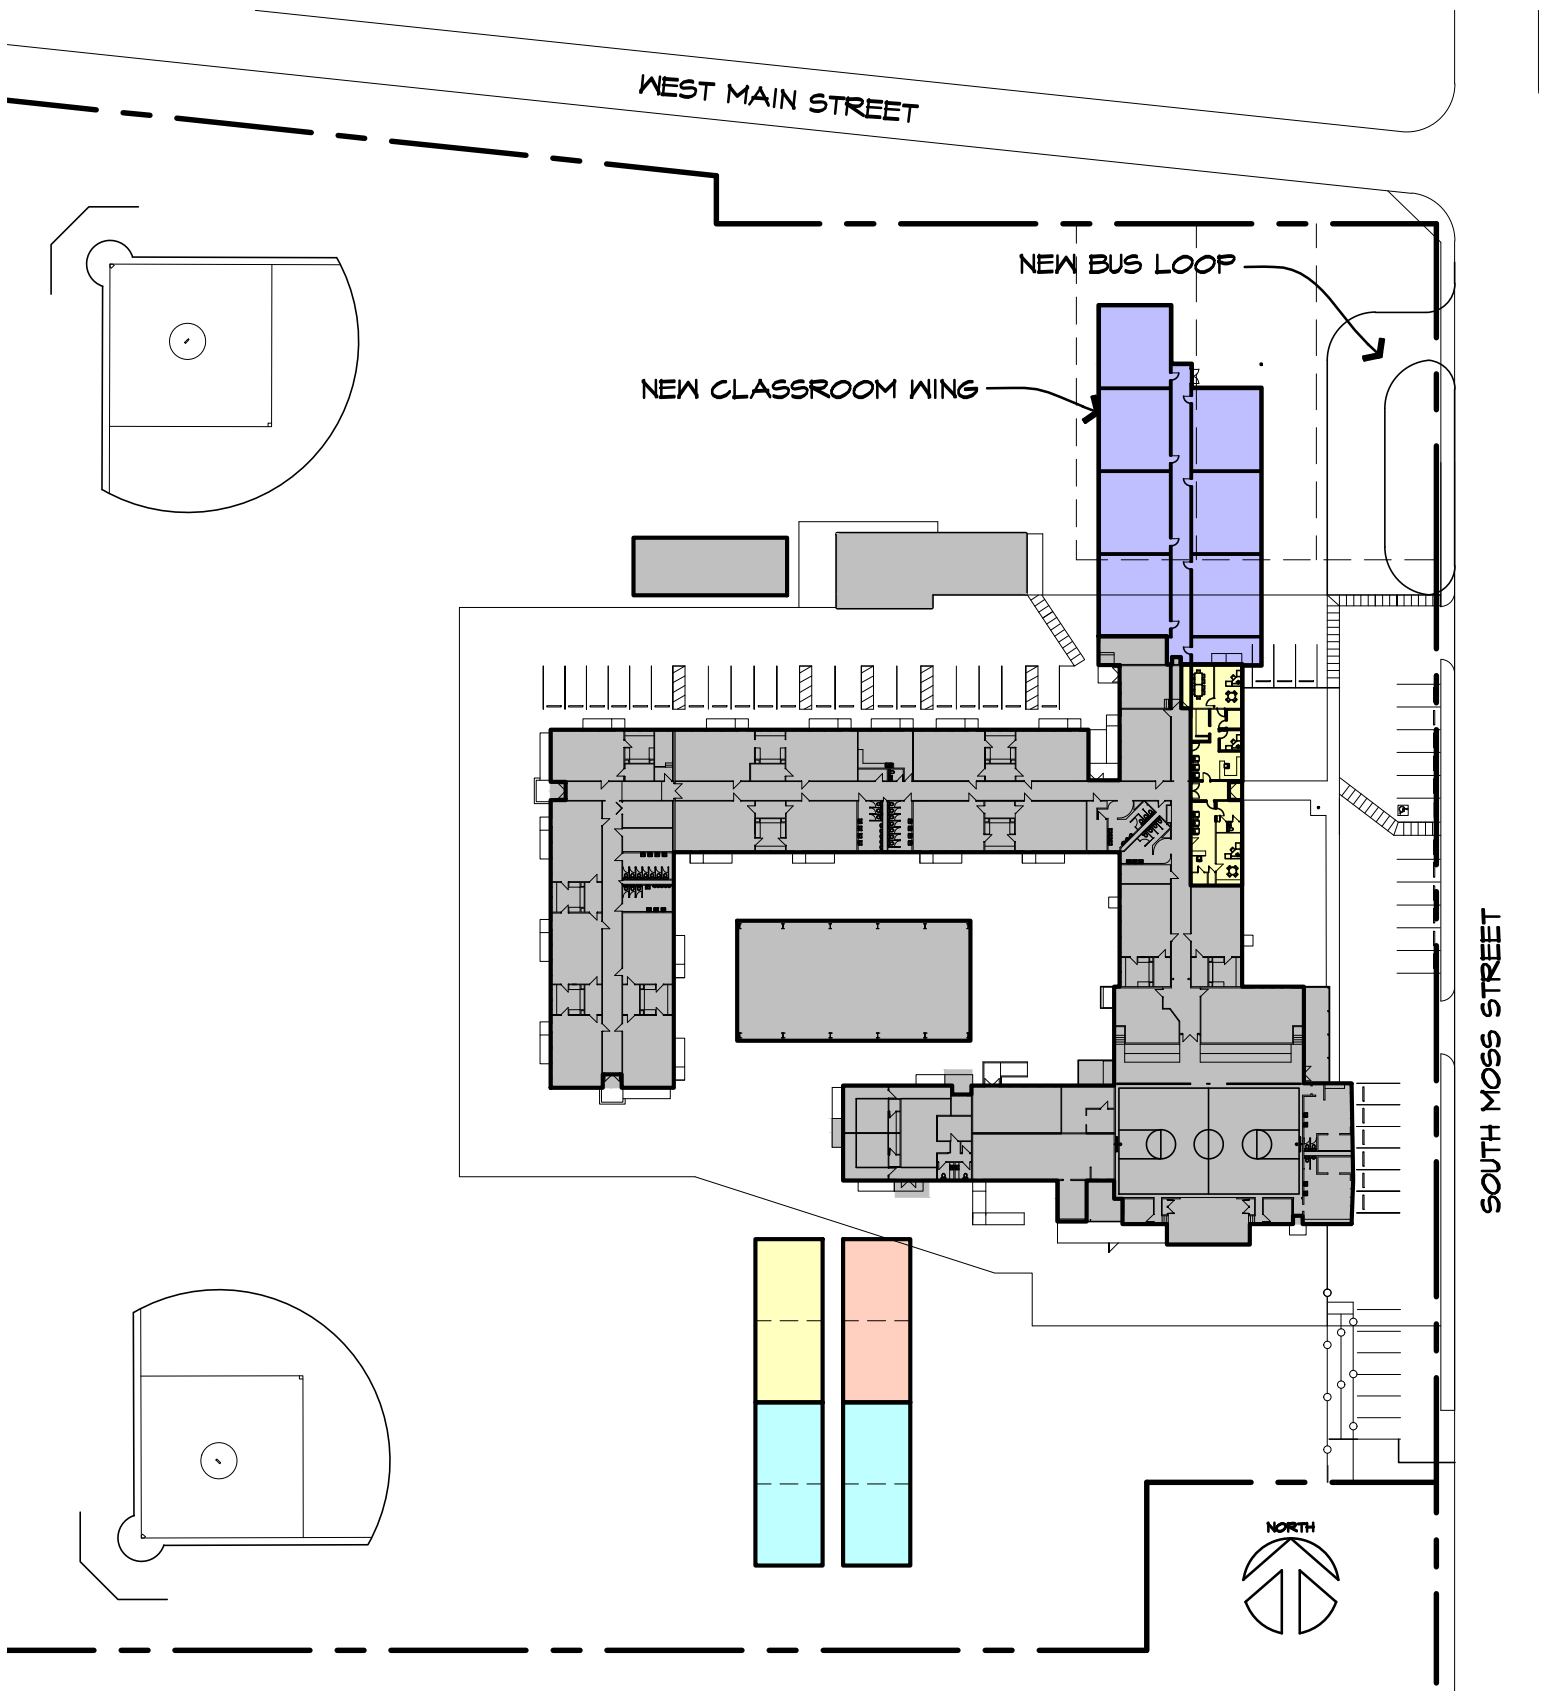 WEST MAIN STREET
NEW BUS LOOP
NEW CLASSROOM WING
SOUTH MOSS STREET
NORTH